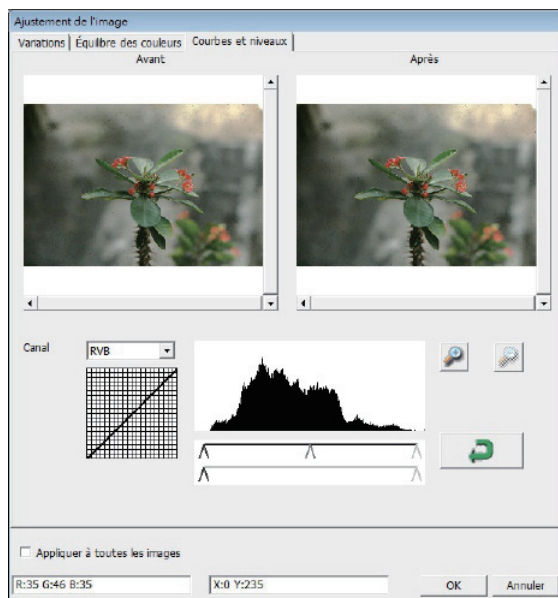 Ajustement de l'image
Variations Équilibre des couleurs Courbes et niveaux
Avant Après
Canal RVB
Appliquer à toutes les images
R:35 G:46 B:35 X:0 Y:235 OK Annuler